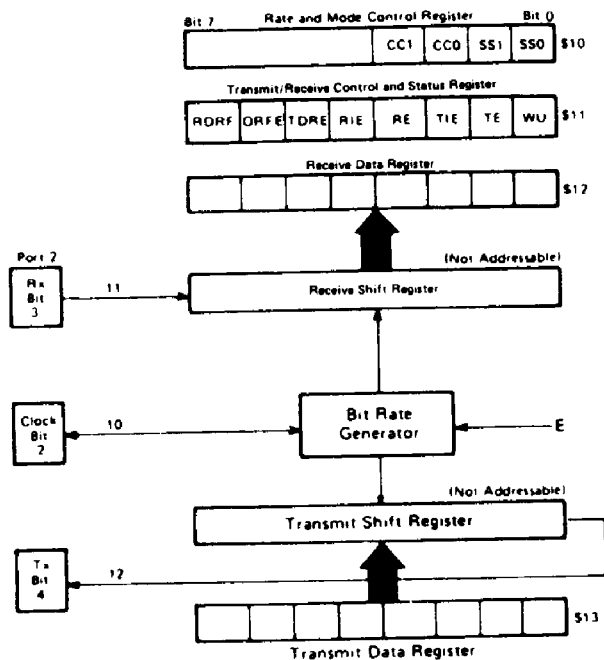 Bit 7
Rate and Mode Control Register
Bit 0
CC1 CC0 SS1 SS0 $10
Transmit/Receive Control and Status Register
RDRF ORFE TDRE RIE RE TIE TE WU $11
Receive Data Register
$12
Port 2
(Not Addressable)
Rx
Bit
3
11
Receive Shift Register
Clock
Bit
2
10
Bit Rate
Generator
E
(Not Addressable)
Transmit Shift Register
Tx
Bit
4
12
$13
Transmit Data Register